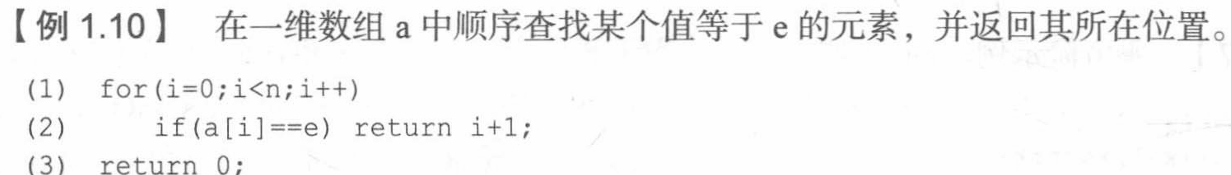 【例 1.10】 在一维数组 a 中顺序查找某个值等于 e 的元素，并返回其所在位置。
(1) for(i=0;i<n;i++)
(2) if(a[i]==e) return i+1;
(3) return 0;